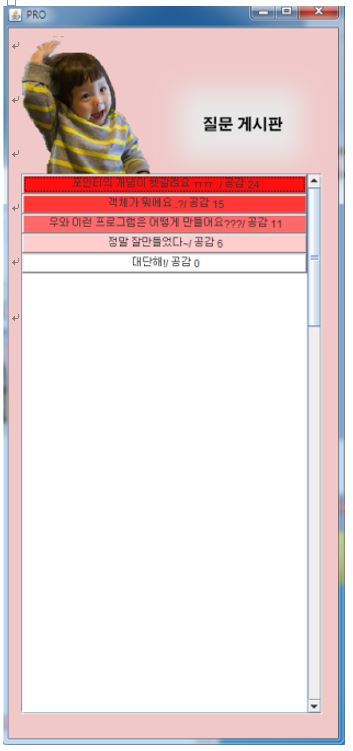 PRO
질문 게시판
포인터의 개념이 헷갈려요 ㅠㅠ / 공감 24
객체가 뭐에요..?/ 공감 15
우와 이런 프로그램은 어떻게 만들어요???/ 공감 11
정말 잘만들었다~/ 공감 6
대단해!/ 공감 0